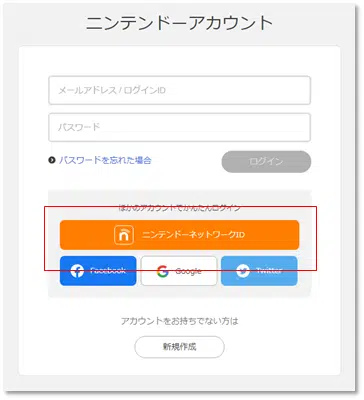 ニンテンドーアカウント
メールアドレス / ログインID
パスワード
パスワードを忘れた場合
ログイン
ほかのアカウントでかんたんログイン
ニンテンドーネットワークID
Facebook
Google
Twitter
アカウントをお持ちでない方は
新規作成